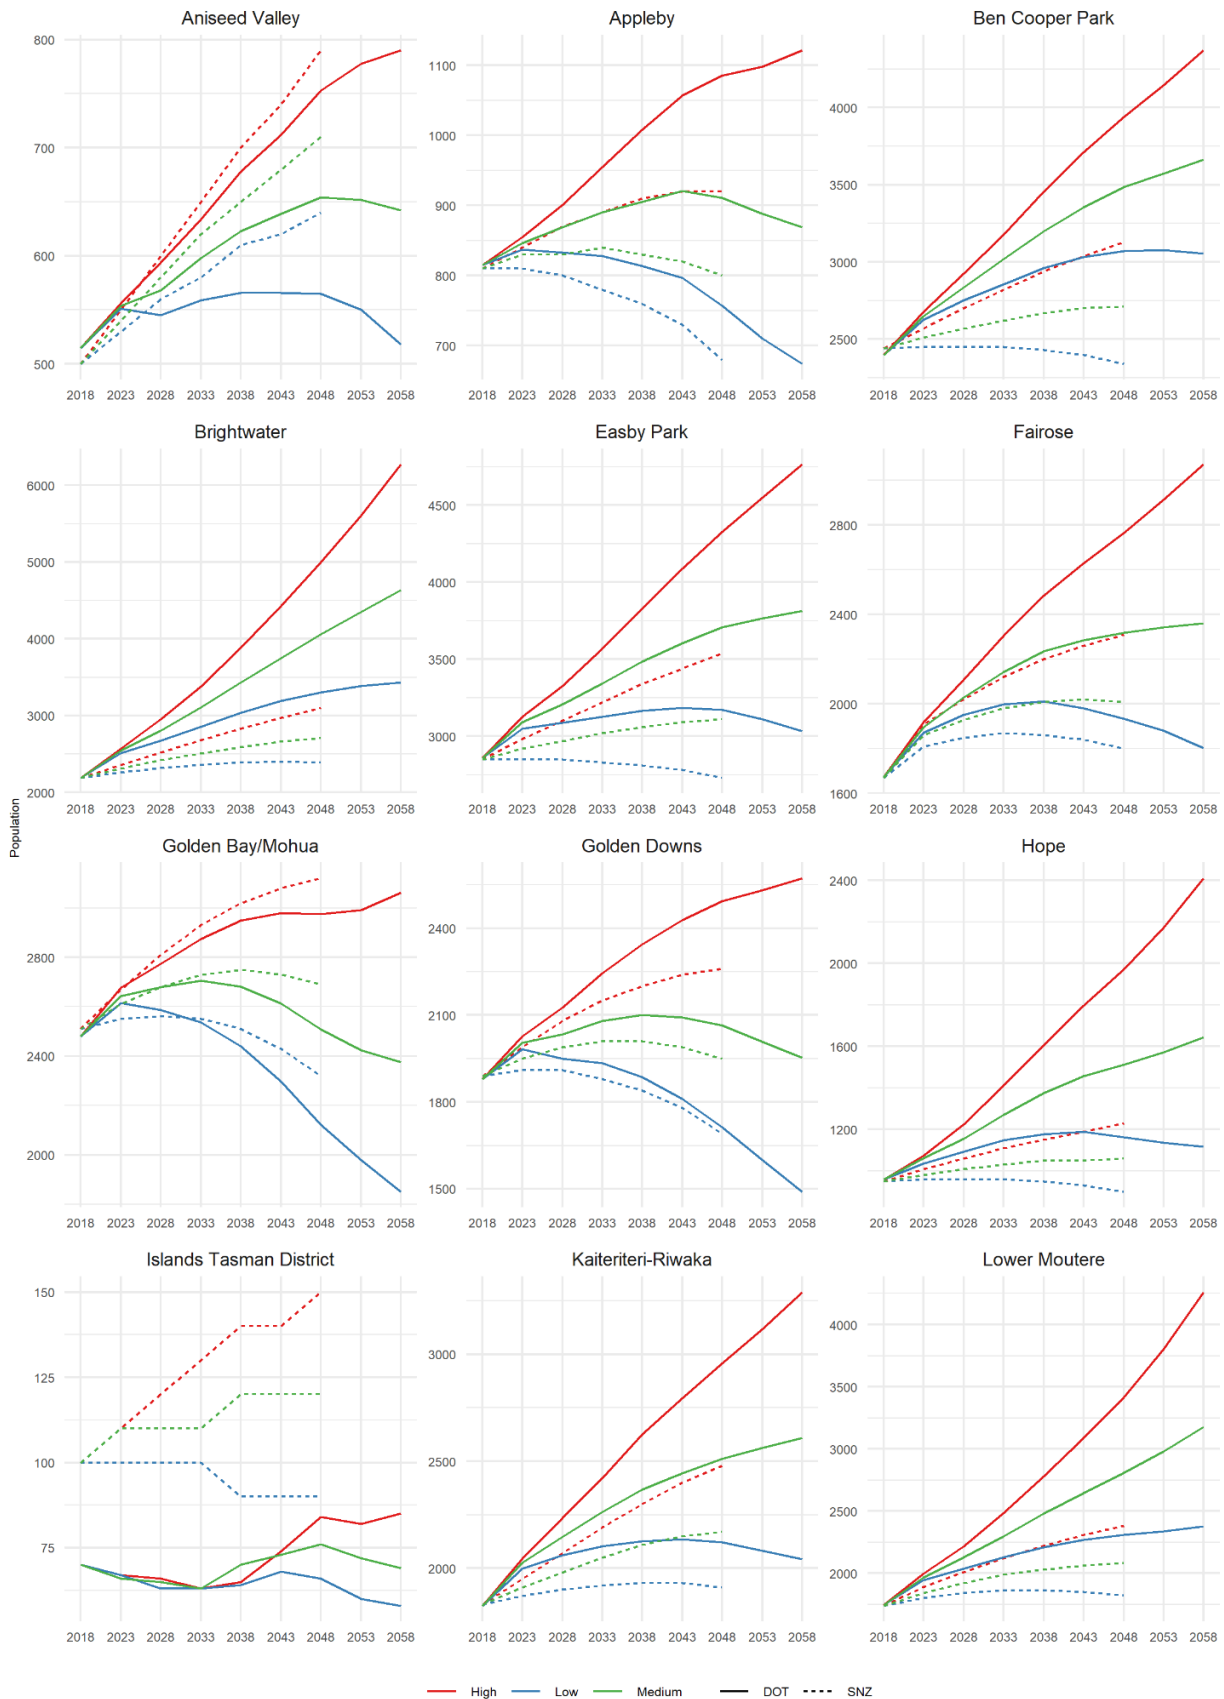 Aniseed Valley
Appleby
Ben Cooper Park
800
700
600
500
1100
1000
900
800
700
4000
3500
3000
2500
2018 2023 2028 2033 2038 2043 2048 2053 2058
2018 2023 2028 2033 2038 2043 2048 2053 2058
2018 2023 2028 2033 2038 2043 2048 2053 2058
Brightwater
Easby Park
Fairose
6000
5000
4000
3000
2000
4500
4000
3500
3000
2800
2400
2000
1600
2018 2023 2028 2033 2038 2043 2048 2053 2058
2018 2023 2028 2033 2038 2043 2048 2053 2058
2018 2023 2028 2033 2038 2043 2048 2053 2058
Population
Golden Bay/Mohua
Golden Downs
Hope
2800
2400
2000
2400
2100
1800
1500
2400
2000
1600
1200
2018 2023 2028 2033 2038 2043 2048 2053 2058
2018 2023 2028 2033 2038 2043 2048 2053 2058
2018 2023 2028 2033 2038 2043 2048 2053 2058
Islands Tasman District
Kaiteriteri-Riwaka
Lower Moutere
150
125
100
75
3000
2500
2000
4000
3500
3000
2500
2000
2018 2023 2028 2033 2038 2043 2048 2053 2058
2018 2023 2028 2033 2038 2043 2048 2053 2058
2018 2023 2028 2033 2038 2043 2048 2053 2058
High Low Medium DOT SNZ